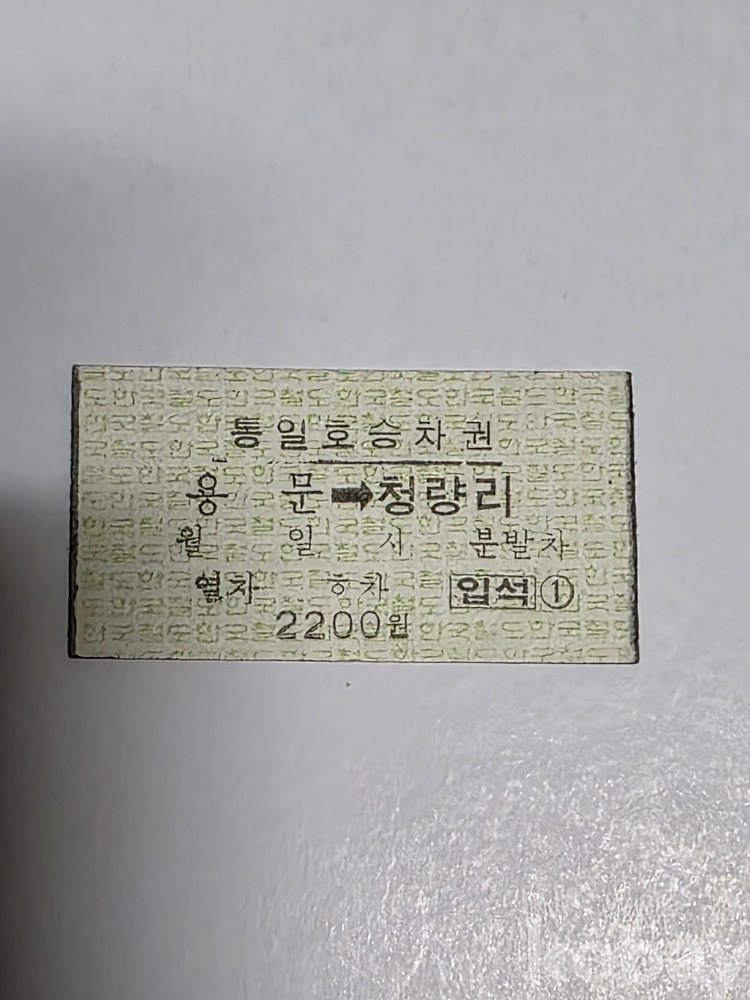 통일호승차권
용 문➡청량리
월 일 시 분발차
열차 ㅎ차 입석 ①
2200원